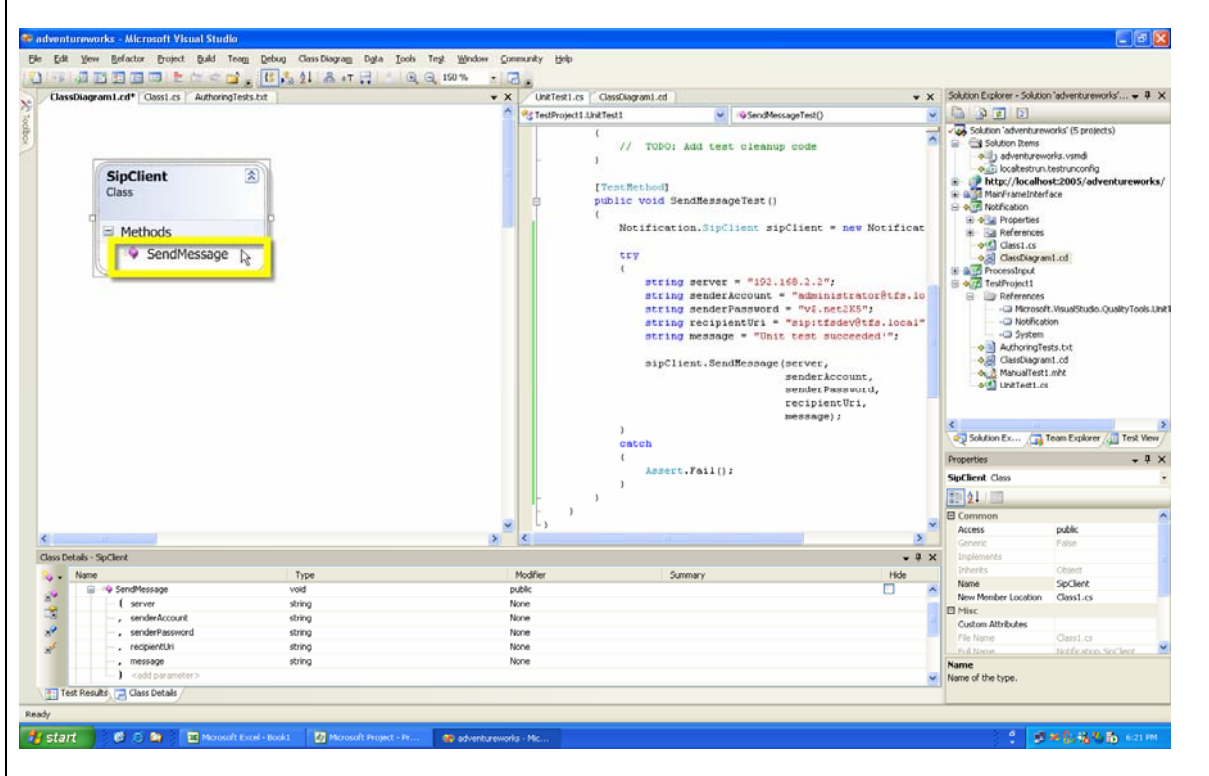 adventureworks - Microsoft Visual Studio
File Edit View Refactor Project Build Team Debug Class Diagram Data Tools Test Window Community Help
150 %
ClassDiagram1.cd* Class1.cs AuthoringTests.txt
UnitTest1.cs ClassDiagram1.cd
Solution Explorer - Solution 'adventureworks'...
Toolbox
TestProject1.UnitTest1 SendMessageTest()
SipClient
Class
Methods
SendMessage
{
// TODO: Add test cleanup code
}
[TestMethod]
public void SendMessageTest()
{
Notification.SipClient sipClient = new Notificat
try
{
string server = "192.168.2.2";
string senderAccount = "administrator@tfs.lo
string senderPassword = "v$.net2K5";
string recipientUri = "sip:tfsdev@tfs.local"
string message = "Unit test succeeded!";
sipClient.SendMessage(server,
senderAccount,
senderPassword,
recipientUri,
message);
}
catch
{
Assert.Fail();
}
}
}
}
Solution 'adventureworks' (5 projects)
Solution Items
adventureworks.vsmdi
localtestrun.testrunconfig
http://localhost:2005/adventureworks/
MainFrameInterface
Notification
Properties
References
Class1.cs
ClassDiagram1.cd
ProcessInput
TestProject1
References
Microsoft.VisualStudio.QualityTools.UnitT
Notification
System
AuthoringTests.txt
ClassDiagram1.cd
ManualTest1.mht
UnitTest1.cs
Solution Ex... Team Explorer Test View
Properties
SipClient Class
Common
Access public
Generic False
Implements
Inherits Object
Name SipClient
New Member Location Class1.cs
Misc
Custom Attributes
File Name Class1.cs
Full Name Notification.SipClient
Name
Name of the type.
Class Details - SipClient
Name Type Modifier Summary Hide
SendMessage void public
( server string None
, senderAccount string None
, senderPassword string None
, recipientUri string None
, message string None
) <add parameter>
Test Results Class Details
Ready
start Microsoft Excel - Book1 Microsoft Project - Pr... adventureworks - Mic... 6:21 PM